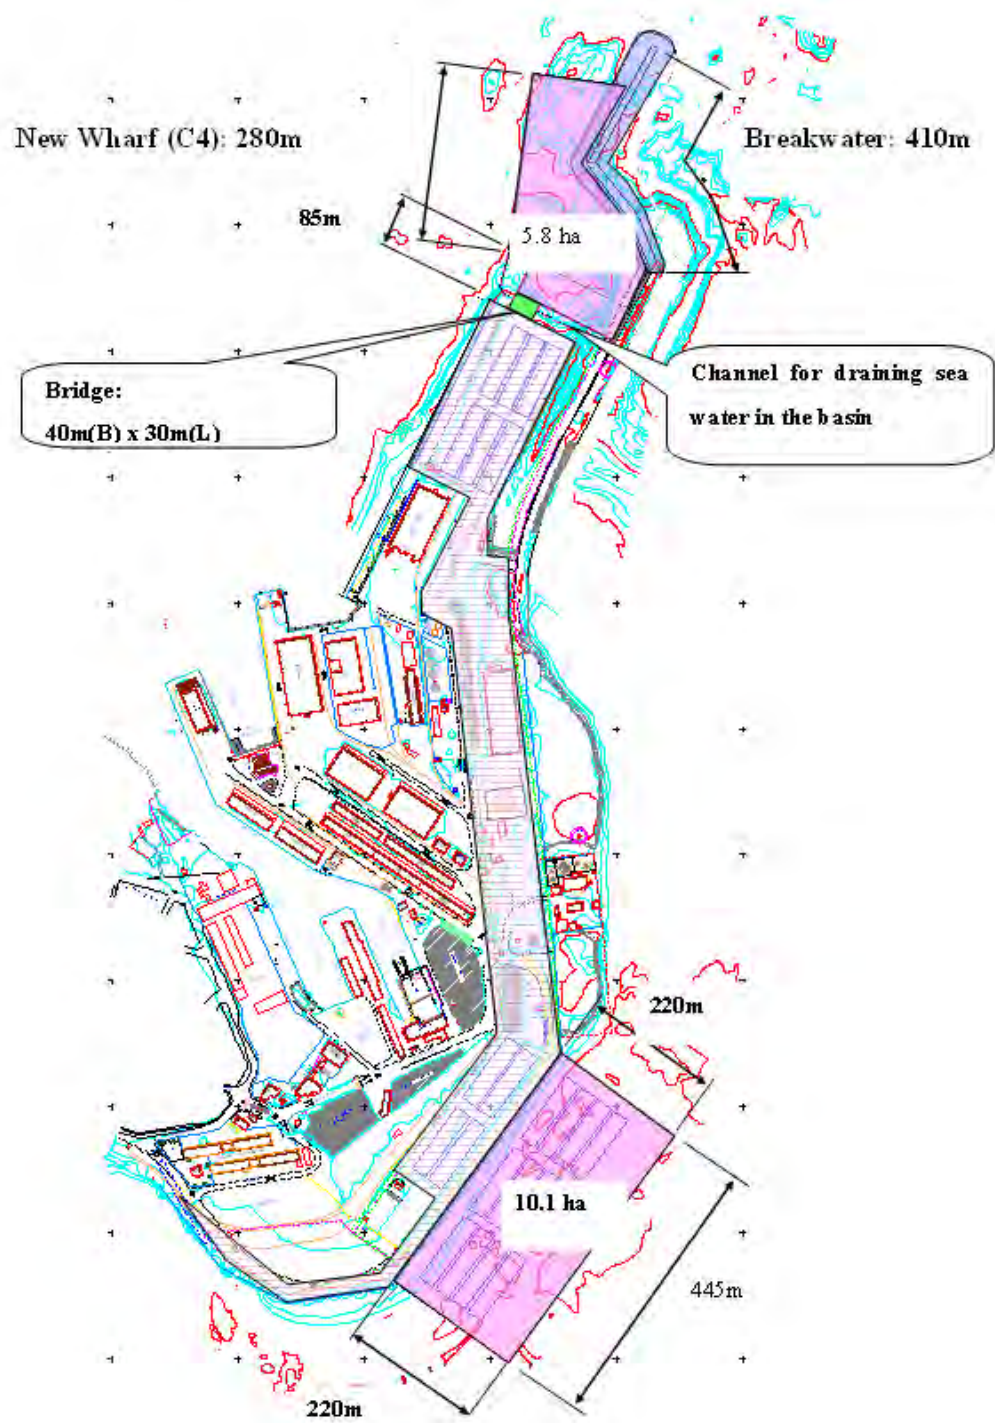 New Wharf (C4): 280m
Breakwater: 410m
85m
5.8 ha
Bridge:
40m(B) x 30m(L)
Channel for draining sea
water in the basin
220m
10.1 ha
445m
220m